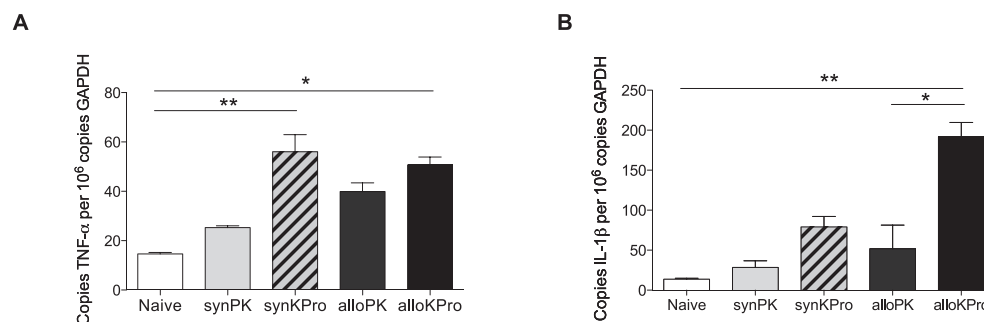 A
Copies TNF-α per 10⁶ copies GAPDH
80
60
40
20
0
*
**
Naive synPK synKPro alloPK alloKPro
B
Copies IL-1β per 10⁶ copies GAPDH
250
200
150
100
50
0
**
*
Naive synPK synKPro alloPK alloKPro